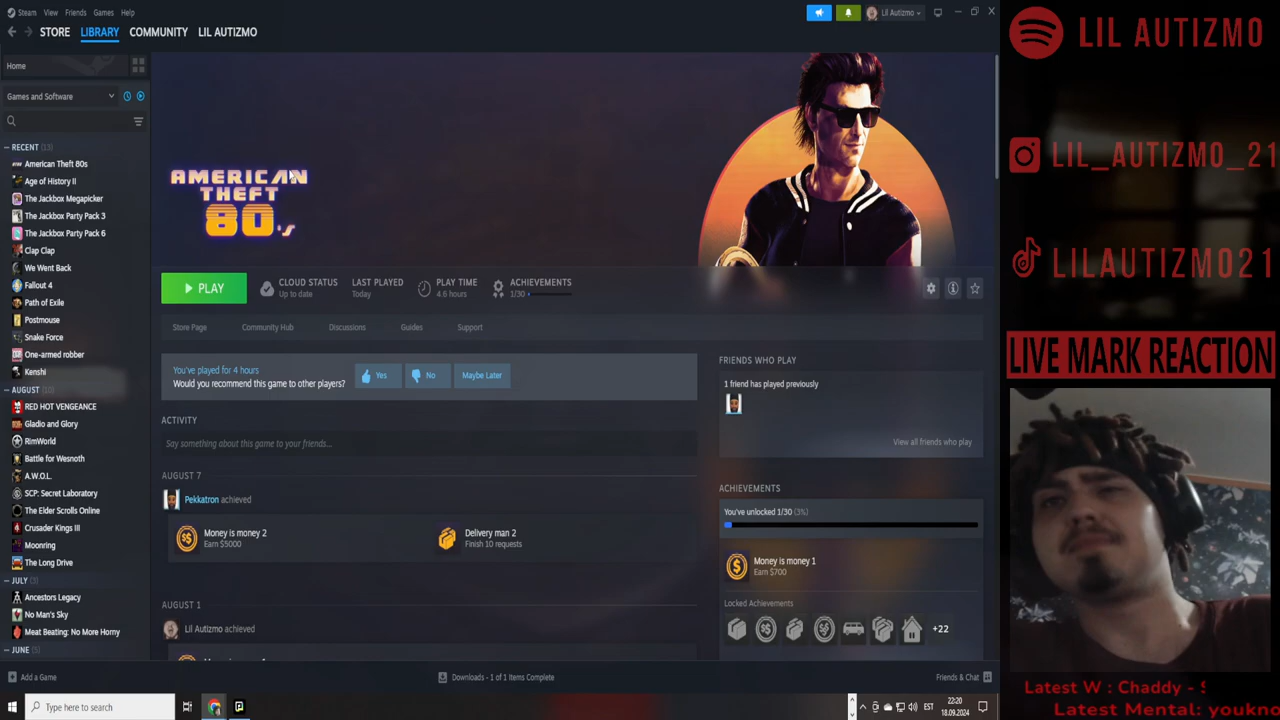 Steam View Friends Games Help
Lil Autizmo
STORE LIBRARY COMMUNITY LIL AUTIZMO
Home
Games and Software
RECENT (13)
American Theft 80s
Age of History II
The Jackbox Megapicker
The Jackbox Party Pack 3
The Jackbox Party Pack 6
Clap Clap
We Went Back
Fallout 4
Path of Exile
Postmouse
Snake Force
One-armed robber
Kenshi
AUGUST
RED HOT VENGEANCE
Gladio and Glory
RimWorld
Battle for Wesnoth
A.W.O.L.
SCP: Secret Laboratory
The Elder Scrolls Online
Crusader Kings III
Moonring
The Long Drive
JULY (3)
Ancestors Legacy
No Man's Sky
Meat Beating: No More Horny
JUNE (5)
Add a Game
AMERICAN
THEFT
80's
PLAY
CLOUD STATUS
Up to date
LAST PLAYED
Today
PLAY TIME
4.6 hours
ACHIEVEMENTS
1/30
Store Page Community Hub Discussions Guides Support
You've played for 4 hours
Would you recommend this game to other players?
Yes No Maybe Later
ACTIVITY
Say something about this game to your friends...
AUGUST 7
Pekkatron achieved
Money is money 2
Earn $5000
Delivery man 2
Finish 10 requests
AUGUST 1
Lil Autizmo achieved
FRIENDS WHO PLAY
1 friend has played previously
View all friends who play
ACHIEVEMENTS
You've unlocked 1/30 (3%)
Money is money 1
Earn $700
Locked Achievements
+22
Downloads - 1 of 1 Items Complete
Friends & Chat
Type here to search
EST
22:20
18.09.2024
LIL AUTIZMO
LIL_AUTIZMO_21
LILAUTIZMO21
LIVE MARK REACTION
Latest W : Chaddy -
Latest Mental: youkno